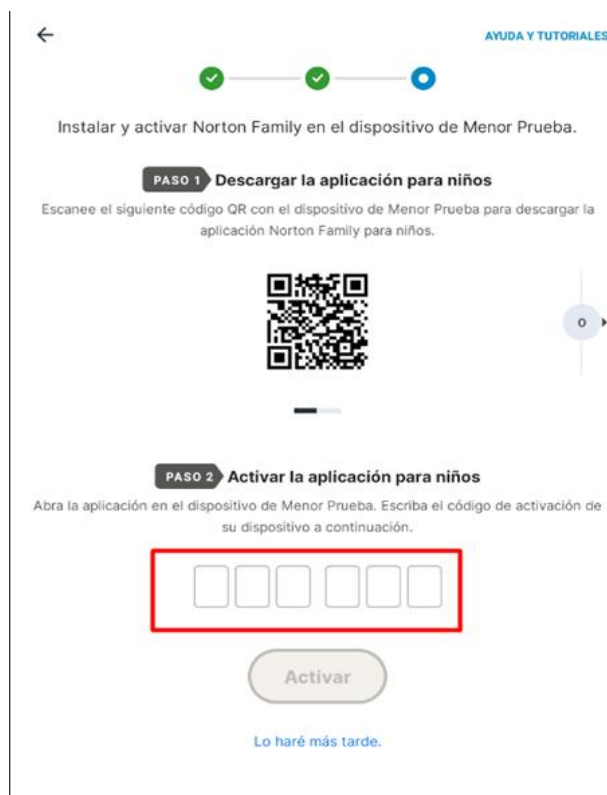 AYUDA Y TUTORIALES
Instalar y activar Norton Family en el dispositivo de Menor Prueba.
PASO 1 Descargar la aplicación para niños
Escanee el siguiente código QR con el dispositivo de Menor Prueba para descargar la
aplicación Norton Family para niños.
o
PASO 2 Activar la aplicación para niños
Abra la aplicación en el dispositivo de Menor Prueba. Escriba el código de activación de
su dispositivo a continuación.
Activar
Lo haré más tarde.